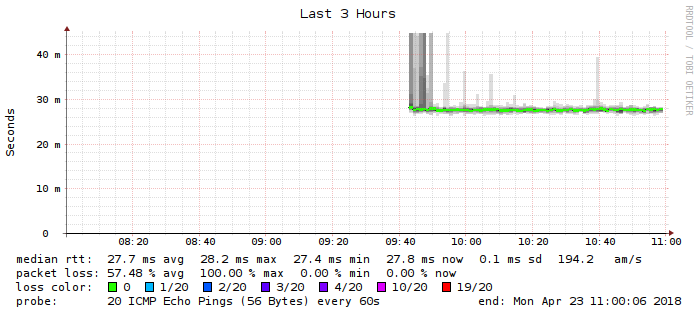 Last 3 Hours
RRDTOOL / TOBI OETIKER
Seconds
40 m
30 m
20 m
10 m
0
08:20 08:40 09:00 09:20 09:40 10:00 10:20 10:40 11:00
median rtt: 27.7 ms avg 28.2 ms max 27.4 ms min 27.8 ms now 0.1 ms sd 194.2 am/s
packet loss: 57.48 % avg 100.00 % max 0.00 % min 0.00 % now
loss color: 0 1/20 2/20 3/20 4/20 10/20 19/20
probe: 20 ICMP Echo Pings (56 Bytes) every 60s end: Mon Apr 23 11:00:06 2018